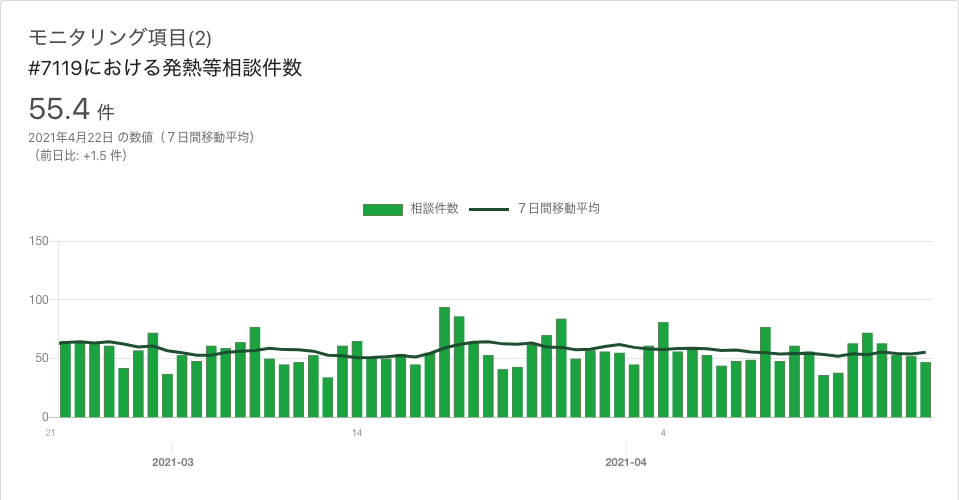 モニタリング項目(2)
#7119における発熱等相談件数
55.4 件
2021年4月22日 の数値（７日間移動平均）
（前日比: +1.5 件）
相談件数 ７日間移動平均
150
100
50
0
21 14 4
2021-03 2021-04